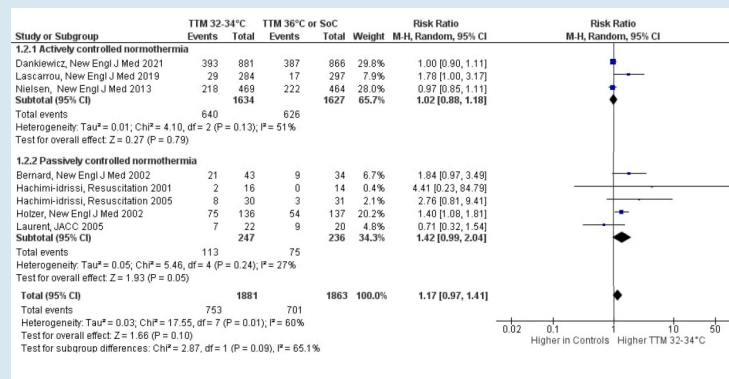 TTM 32-34°C TTM 36°C or SoC Risk Ratio Risk Ratio
Study or Subgroup Events Total Events Total Weight M-H, Random, 95% CI M-H, Random, 95% CI
1.2.1 Actively controlled normothermia
Dankiewicz, New Engl J Med 2021 393 881 387 866 29.8% 1.00 [0.90, 1.11]
Lascarrou, New Engl J Med 2019 29 284 17 297 7.9% 1.78 [1.00, 3.17]
Nielsen, New Engl J Med 2013 218 469 222 464 28.0% 0.97 [0.85, 1.11]
Subtotal (95% CI) 1634 1627 65.7% 1.02 [0.88, 1.18]
Total events 640 626
Heterogeneity: Tau² = 0.01; Chi² = 4.10, df = 2 (P = 0.13); I² = 51%
Test for overall effect: Z = 0.27 (P = 0.79)
1.2.2 Passively controlled normothermia
Bernard, New Engl J Med 2002 21 43 9 34 6.7% 1.84 [0.97, 3.49]
Hachimi-idrissi, Resuscitation 2001 2 16 0 14 0.4% 4.41 [0.23, 84.79]
Hachimi-idrissi, Resuscitation 2005 8 30 3 31 2.2% 2.76 [0.81, 9.41]
Holzer, New Engl J Med 2002 75 136 54 137 20.2% 1.40 [1.08, 1.81]
Laurent, JACC 2005 7 22 9 20 4.8% 0.71 [0.32, 1.54]
Subtotal (95% CI) 247 236 34.3% 1.42 [0.99, 2.04]
Total events 113 75
Heterogeneity: Tau² = 0.05; Chi² = 5.46, df = 4 (P = 0.24); I² = 27%
Test for overall effect: Z = 1.93 (P = 0.05)
Total (95% CI) 1881 1863 100.0% 1.17 [0.97, 1.41]
Total events 753 701
Heterogeneity: Tau² = 0.03; Chi² = 17.55, df = 7 (P = 0.01); I² = 60%
Test for overall effect: Z = 1.66 (P = 0.10)
Test for subgroup differences: Chi² = 2.87, df = 1 (P = 0.09), I² = 65.1%
0.02 0.1 1 10 50
Higher in Controls Higher TTM 32-34°C